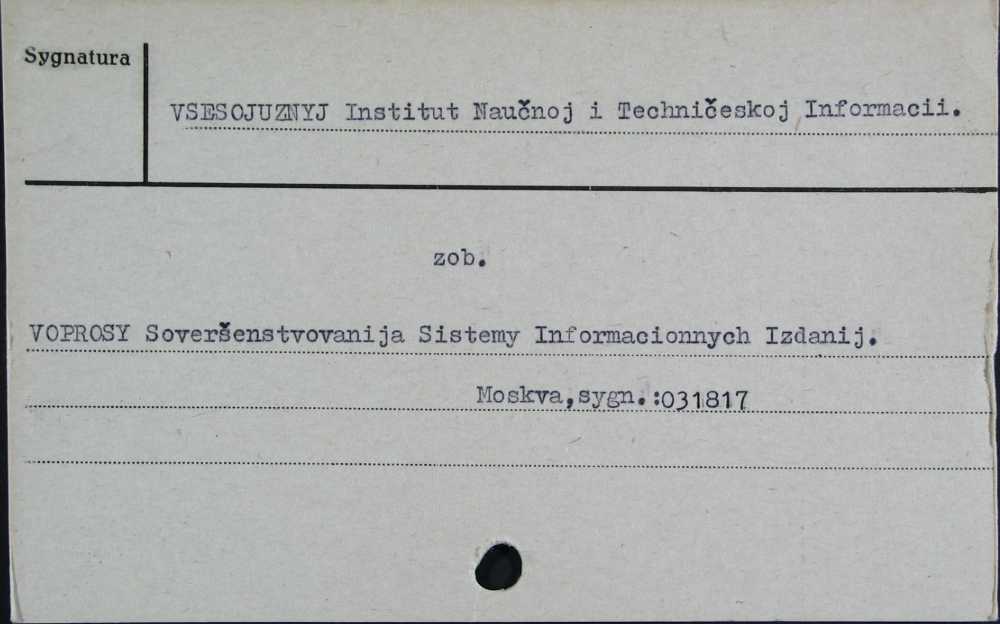 Sygnatura
VSESOJUZNYJ Institut Naučnoj i Techničeskoj Informacii.
zob.
VOPROSY Soveršenstvovanija Sistemy Informacionnych Izdanij.
Moskva,sygn.:031817